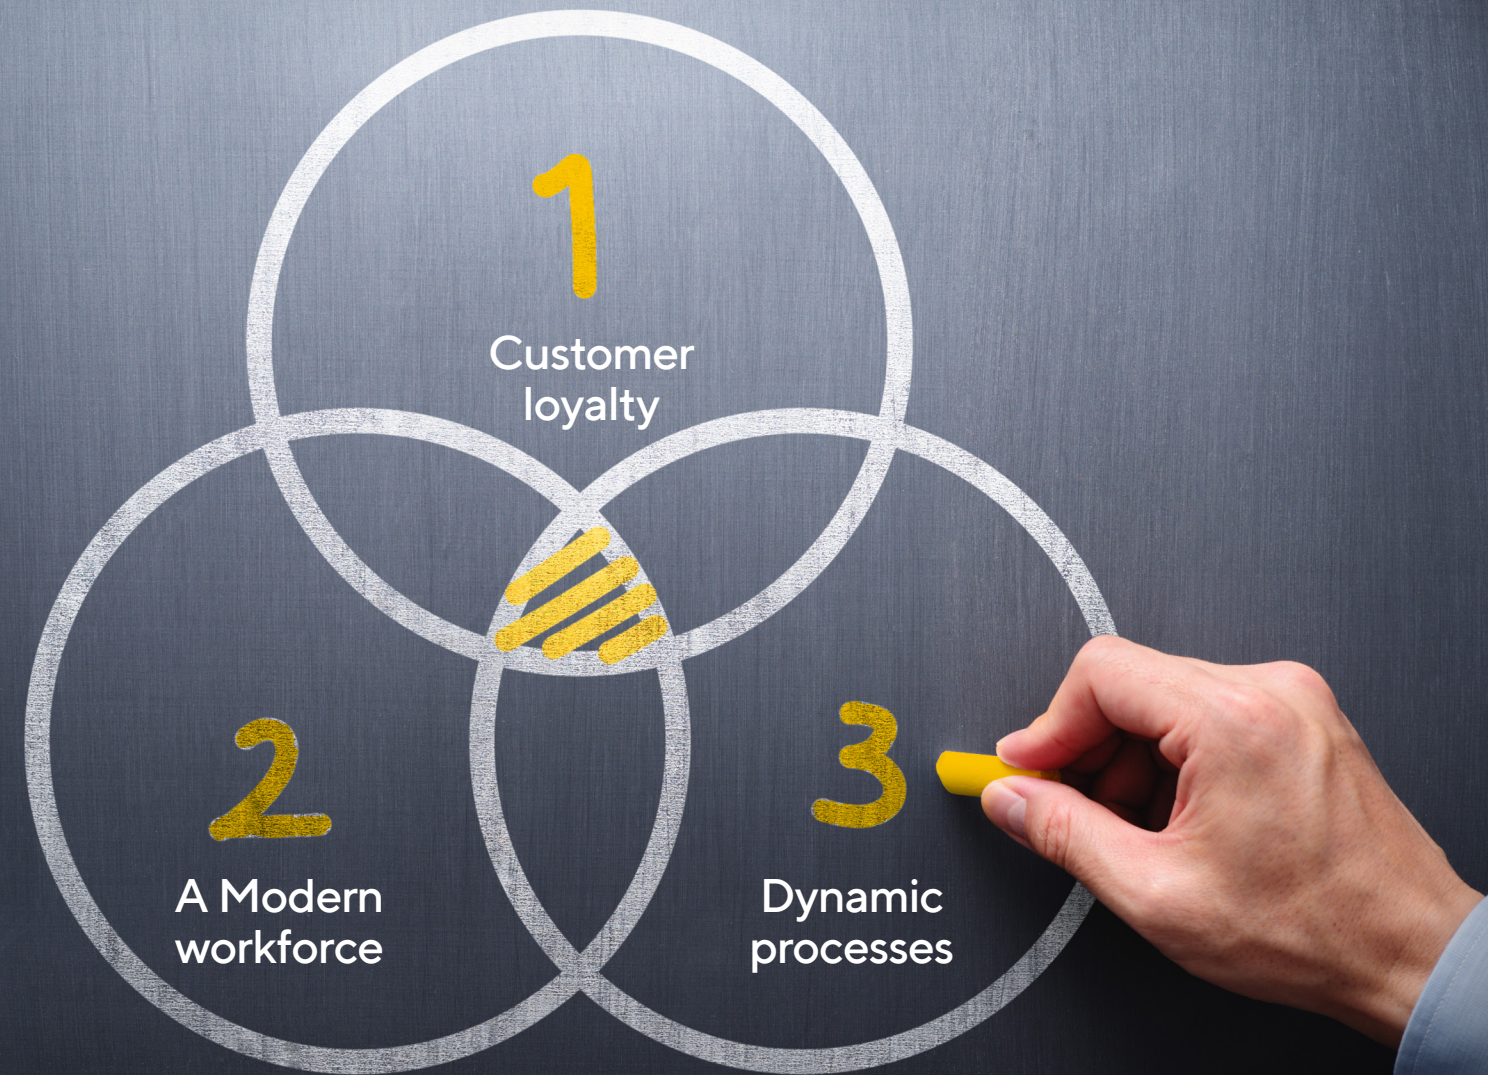 1
Customer
loyalty
2
A Modern
workforce
3
Dynamic
processes